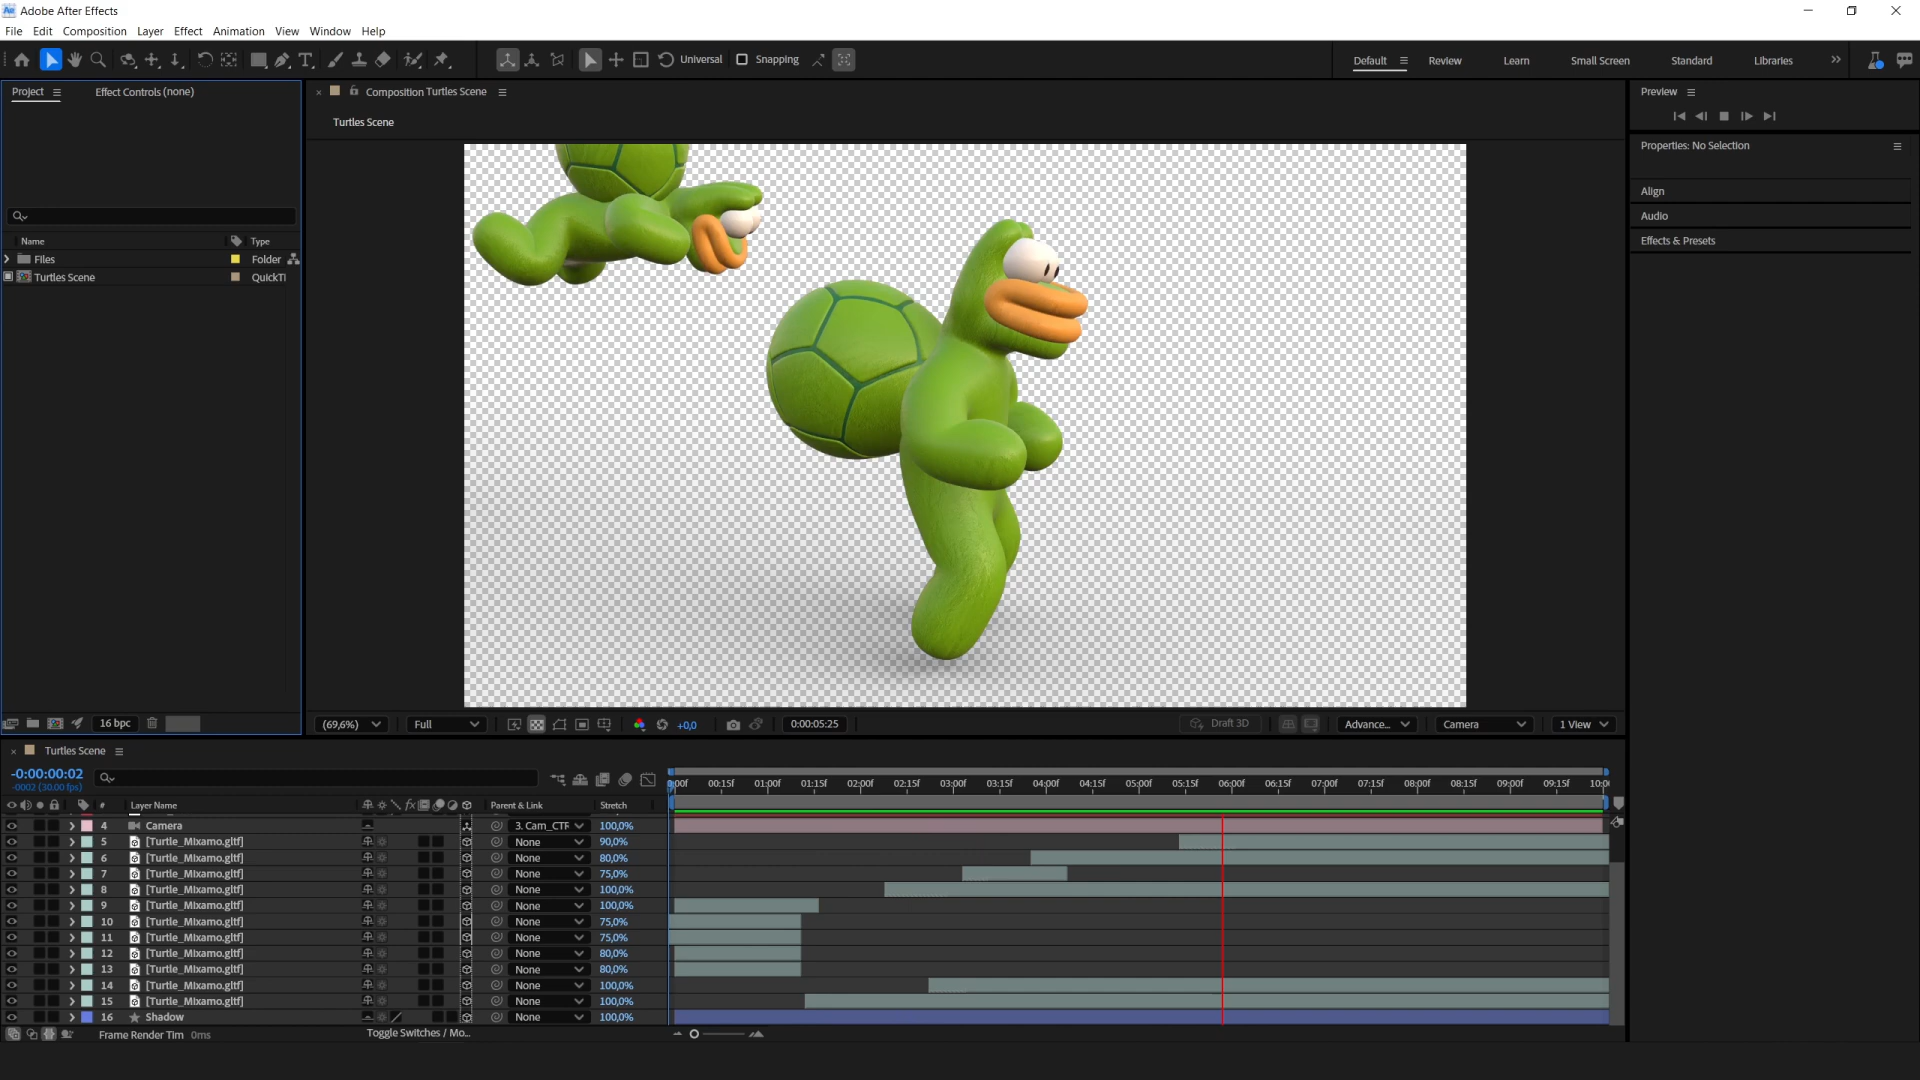 Adobe After Effects
File Edit Composition Layer Effect Animation View Window Help
Universal Snapping Default Review Learn Small Screen Standard Libraries
Project Effect Controls (none)
Composition Turtles Scene
Turtles Scene
Preview
Properties: No Selection
Align
Audio
Effects & Presets
Name Type
Files Folder
Turtles Scene QuickTi
16 bpc
(69,6%) Full +0,0 0:00:05:25 Draft 3D Advance... Camera 1 View
Turtles Scene
-0:00:00:02
-0002 (30.00 fps)
:00f 00:15f 01:00f 01:15f 02:00f 02:15f 03:00f 03:15f 04:00f 04:15f 05:00f 05:15f 06:00f 06:15f 07:00f 07:15f 08:00f 08:15f 09:00f 09:15f 10:0
# Layer Name fx Parent & Link Stretch
4 Camera 3. Cam_CTR 100,0%
5 [Turtle_Mixamo.gltf] None 90,0%
6 [Turtle_Mixamo.gltf] None 80,0%
7 [Turtle_Mixamo.gltf] None 75,0%
8 [Turtle_Mixamo.gltf] None 100,0%
9 [Turtle_Mixamo.gltf] None 100,0%
10 [Turtle_Mixamo.gltf] None 75,0%
11 [Turtle_Mixamo.gltf] None 75,0%
12 [Turtle_Mixamo.gltf] None 80,0%
13 [Turtle_Mixamo.gltf] None 80,0%
14 [Turtle_Mixamo.gltf] None 100,0%
15 [Turtle_Mixamo.gltf] None 100,0%
16 Shadow None 100,0%
Frame Render Tim 0ms Toggle Switches / Mo...